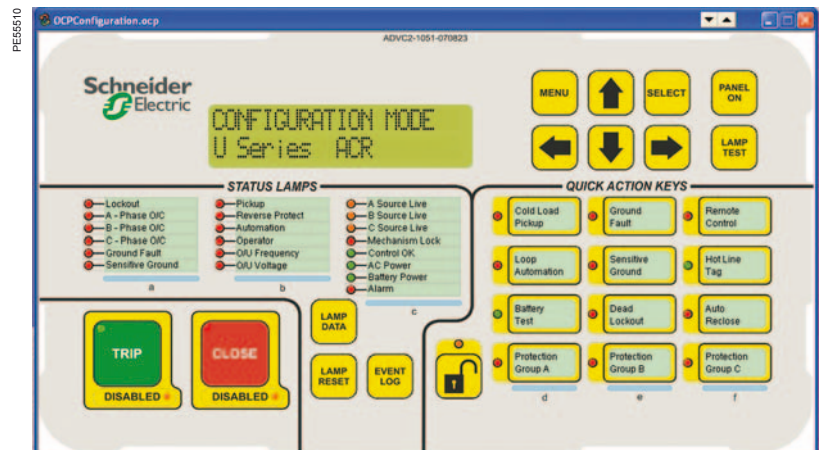 PE55510
OCPConfiguration.ocp
ADVC2-1051-070823
Schneider
Electric
CONFIGURATION MODE
U Series ACR
MENU
SELECT
PANEL
ON
LAMP
TEST
STATUS LAMPS
Lockout
A - Phase O/C
B - Phase O/C
C - Phase O/C
Ground Fault
Sensitive Ground
a
Pickup
Reverse Protect
Automation
Operator
O/U Frequency
O/U Voltage
b
A Source Live
B Source Live
C Source Live
Mechanism Lock
Control OK
AC Power
Battery Power
Alarm
c
QUICK ACTION KEYS
Cold Load
Pickup
Ground
Fault
Remote
Control
Loop
Automation
Sensitive
Ground
Hot Line
Tag
Battery
Test
Dead
Lockout
Auto
Reclose
Protection
Group A
Protection
Group B
Protection
Group C
d
e
f
TRIP
DISABLED
CLOSE
DISABLED
LAMP
DATA
LAMP
RESET
EVENT
LOG